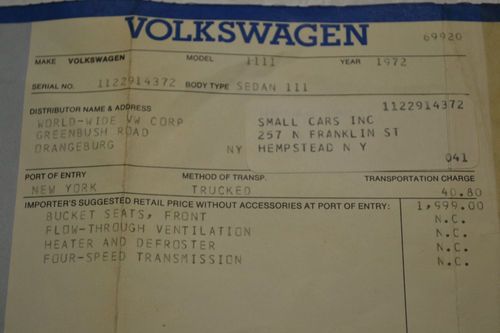 VOLKSWAGEN
69920
MAKE VOLKSWAGEN MODEL 1111 YEAR 1972
SERIAL NO. 1122914372 BODY TYPE SEDAN 111
DISTRIBUTOR NAME & ADDRESS 1122914372
WORLD-WIDE VW CORP SMALL CARS INC
GREENBUSH ROAD 257 N FRANKLIN ST
ORANGEBURG NY HEMPSTEAD N Y
041
PORT OF ENTRY METHOD OF TRANSP. TRANSPORTATION CHARGE
NEW YORK TRUCKED 40.80
IMPORTER'S SUGGESTED RETAIL PRICE WITHOUT ACCESSORIES AT PORT OF ENTRY: 1,999.00
BUCKET SEATS, FRONT N.C.
FLOW-THROUGH VENTILATION N.C.
HEATER AND DEFROSTER N.C.
FOUR-SPEED TRANSMISSION N.C.